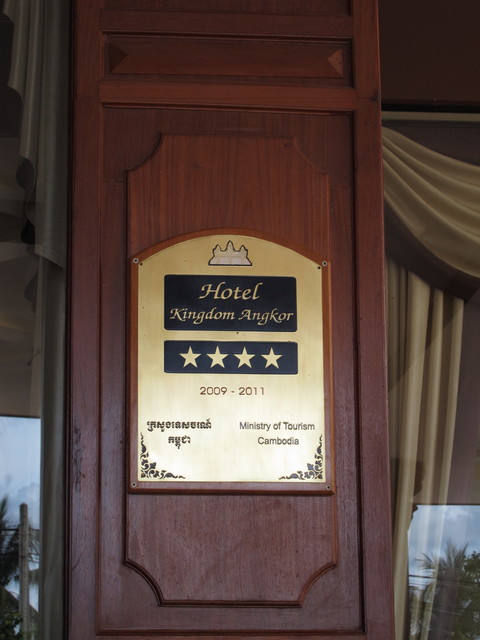 Hotel
Kingdom Angkor
2009 - 2011
ក្រសួងទេសចរណ៍
កម្ពុជា
Ministry of Tourism
Cambodia